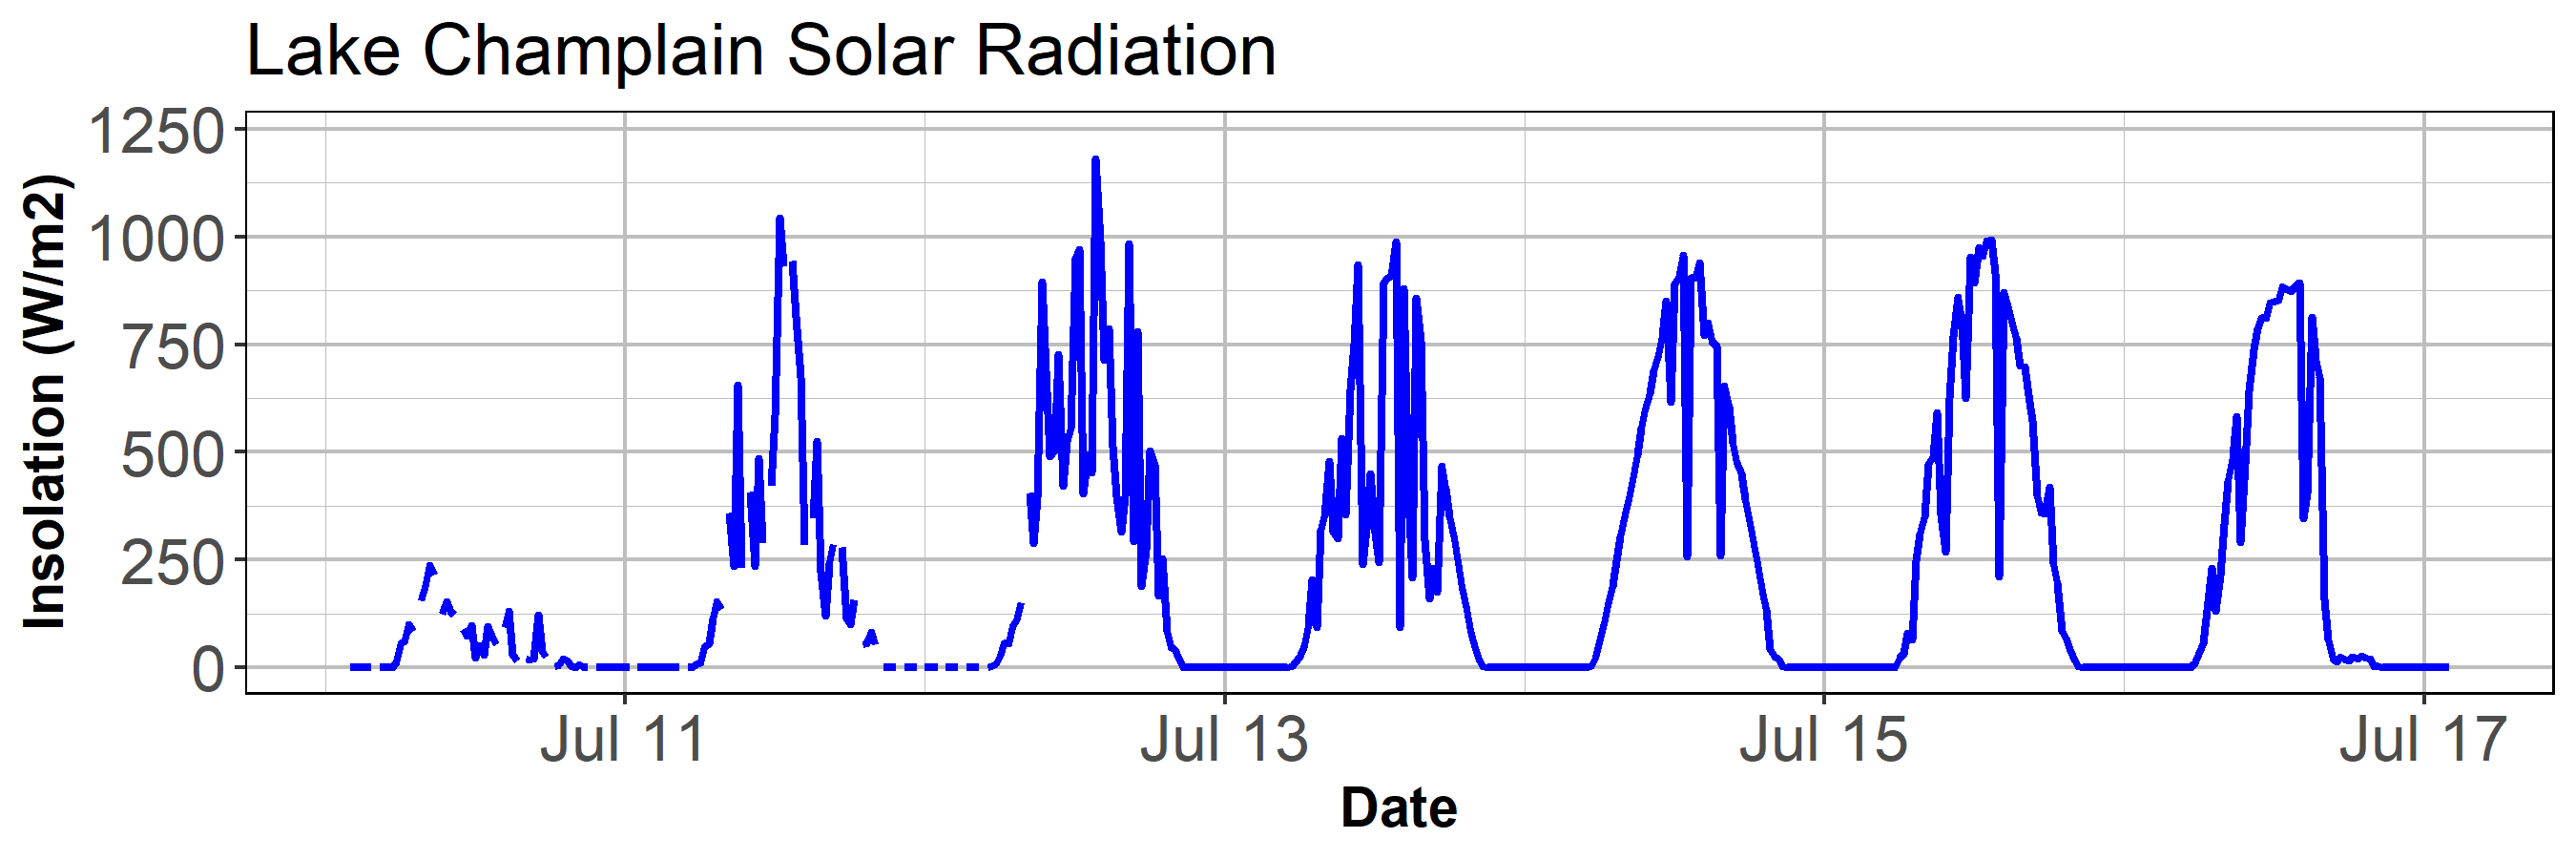 Lake Champlain Solar Radiation
1250
1000
750
500
250
0
Insolation (W/m2)
Jul 11 Jul 13 Jul 15 Jul 17
Date